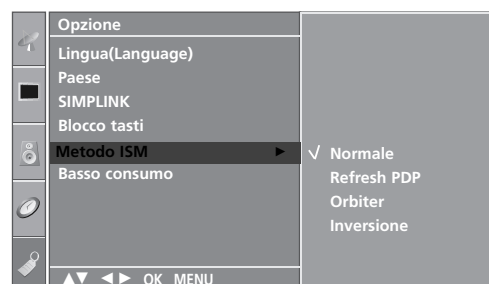 Opzione
Lingua(Language)
Paese
SIMPLINK
Blocco tasti
Metodo ISM ►
Basso consumo
▲▼ ◄► OK MENU
√ Normale
Refresh PDP
Orbiter
Inversione